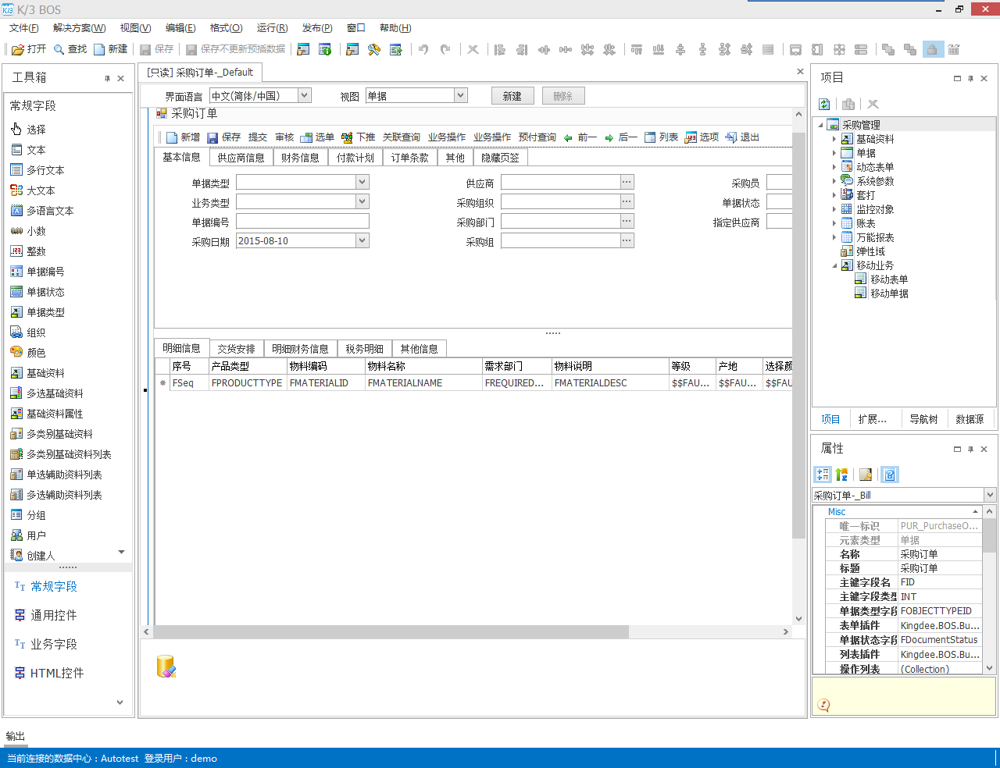 K/3 BOS
文件(F) 解决方案(W) 视图(V) 编辑(E) 格式(O) 运行(R) 发布(P) 窗口 帮助(H)
打开 查找 新建 保存 保存不更新预插数据
工具箱
常规字段
选择
文本
多行文本
大文本
多语言文本
小数
整数
单据编号
单据状态
单据类型
组织
颜色
基础资料
多选基础资料
基础资料属性
多类别基础资料
多类别基础资料列表
单选辅助资料列表
多选辅助资料列表
分组
用户
创建人
常规字段
通用控件
业务字段
HTML控件
[只读] 采购订单-_Default
界面语言 中文(简体/中国) 视图 单据 新建 删除
采购订单
新增 保存 提交 审核 选单 下推 关联查询 业务操作 业务操作 预付查询 前一 后一 列表 选项 退出
基本信息 供应商信息 财务信息 付款计划 订单条款 其他 隐藏页签
单据类型 供应商 采购员
业务类型 采购组织 单据状态
单据编号 采购部门 指定供应商
采购日期 2015-08-10 采购组
明细信息 交货安排 明细财务信息 税务明细 其他信息
序号 产品类型 物料编码 物料名称 需求部门 物料说明 等级 产地 选择颜
FSeq FPRODUCTTYPE FMATERIALID FMATERIALNAME FREQUIRED... FMATERIALDESC $$FAU... $$FAU... $$FAU
项目
采购管理
基础资料
单据
动态表单
系统参数
套打
监控对象
账表
万能报表
弹性域
移动业务
移动表单
移动单据
项目 扩展... 导航树 数据源
属性
采购订单-_Bill
Misc
唯一标识 PUR_PurchaseO...
元素类型 单据
名称 采购订单
标题 采购订单
主键字段名 FID
主键字段类型 INT
单据类型字段 FOBJECTTYPEID
表单插件 Kingdee.BOS.Bu...
单据状态字段 FDocumentStatus
列表插件 Kingdee.BOS.Bu...
操作列表 (Collection)
输出
当前连接的数据中心：Autotest 登录用户：demo